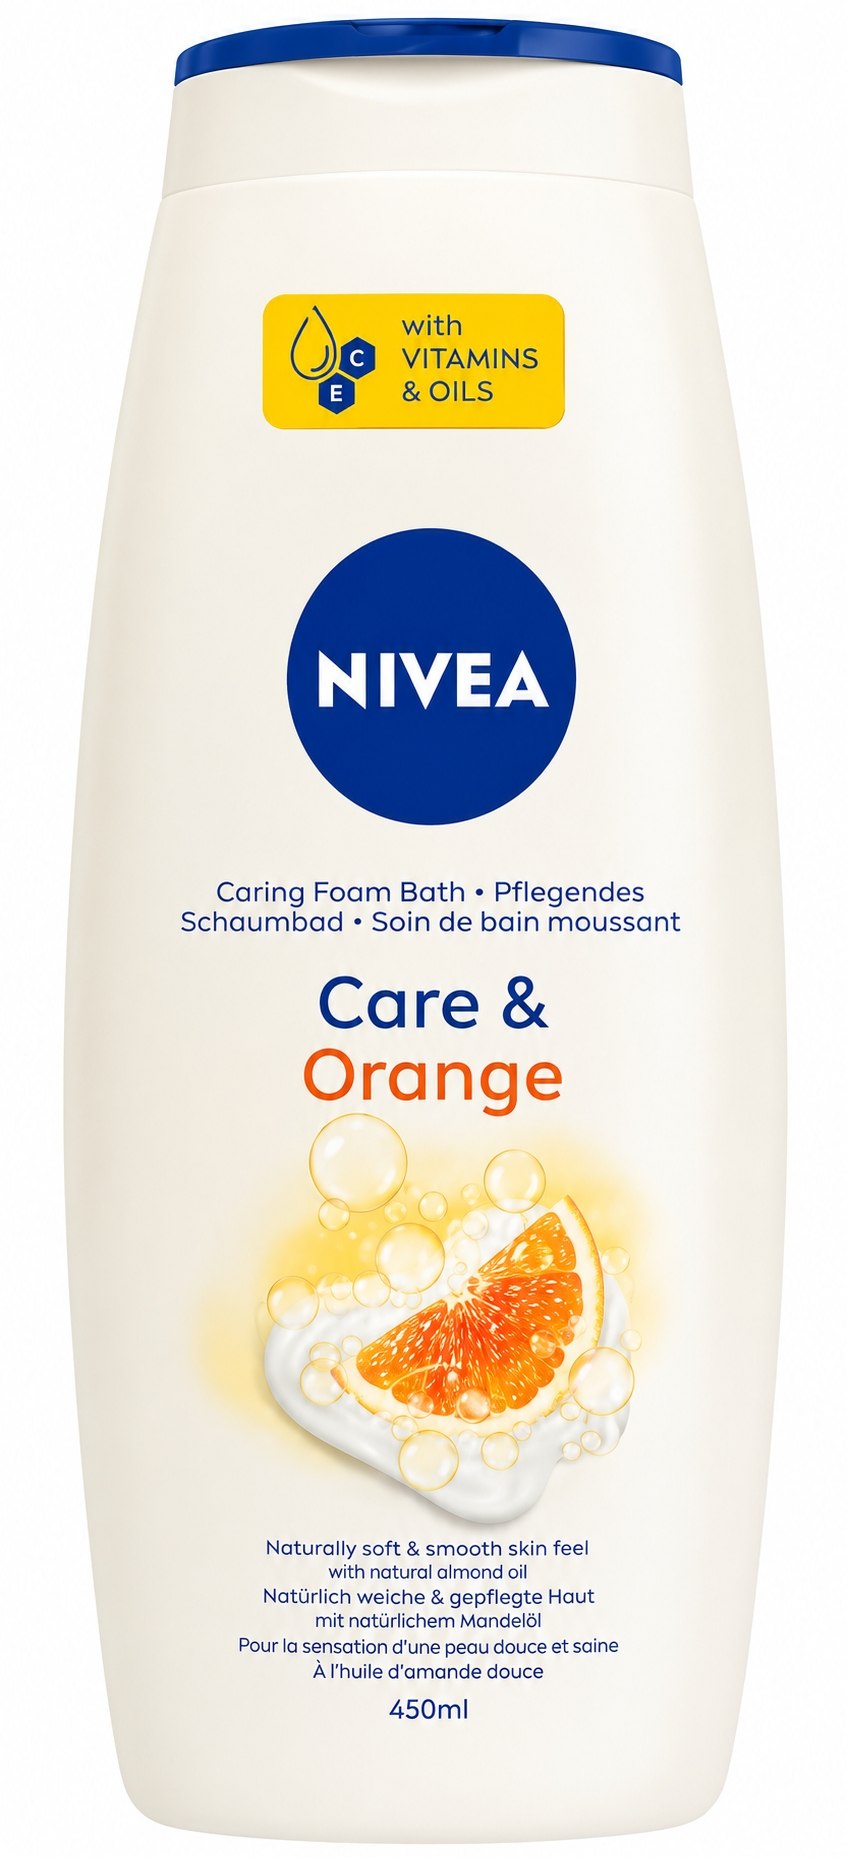 with
VITAMINS
& OILS
C
E
NIVEA
Caring Foam Bath • Pflegendes
Schaumbad • Soin de bain moussant
Care &
Orange
Naturally soft & smooth skin feel
with natural almond oil
Natürlich weiche & gepflegte Haut
mit natürlichem Mandelöl
Pour la sensation d'une peau douce et saine
À l'huile d'amande douce
450ml